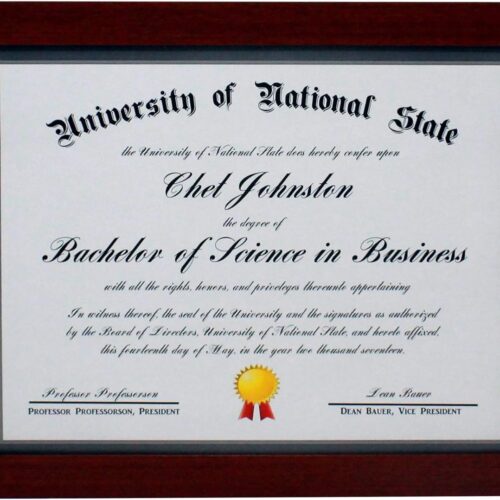 University of National State
the University of National State does hereby confer upon
Chet Johnston
the degree of
Bachelor of Science in Business
with all the rights, honors, and priveleges thereunto appertaining
In witness thereof, the seal of the University and the signatures as authorized
by the Board of Directors, University of National State, and hereto affixed,
this fourteenth day of May, in the year two thousand seventeen.
Professor Professorson
Dean Bauer
Professor Professorson, President
Dean Bauer, Vice President